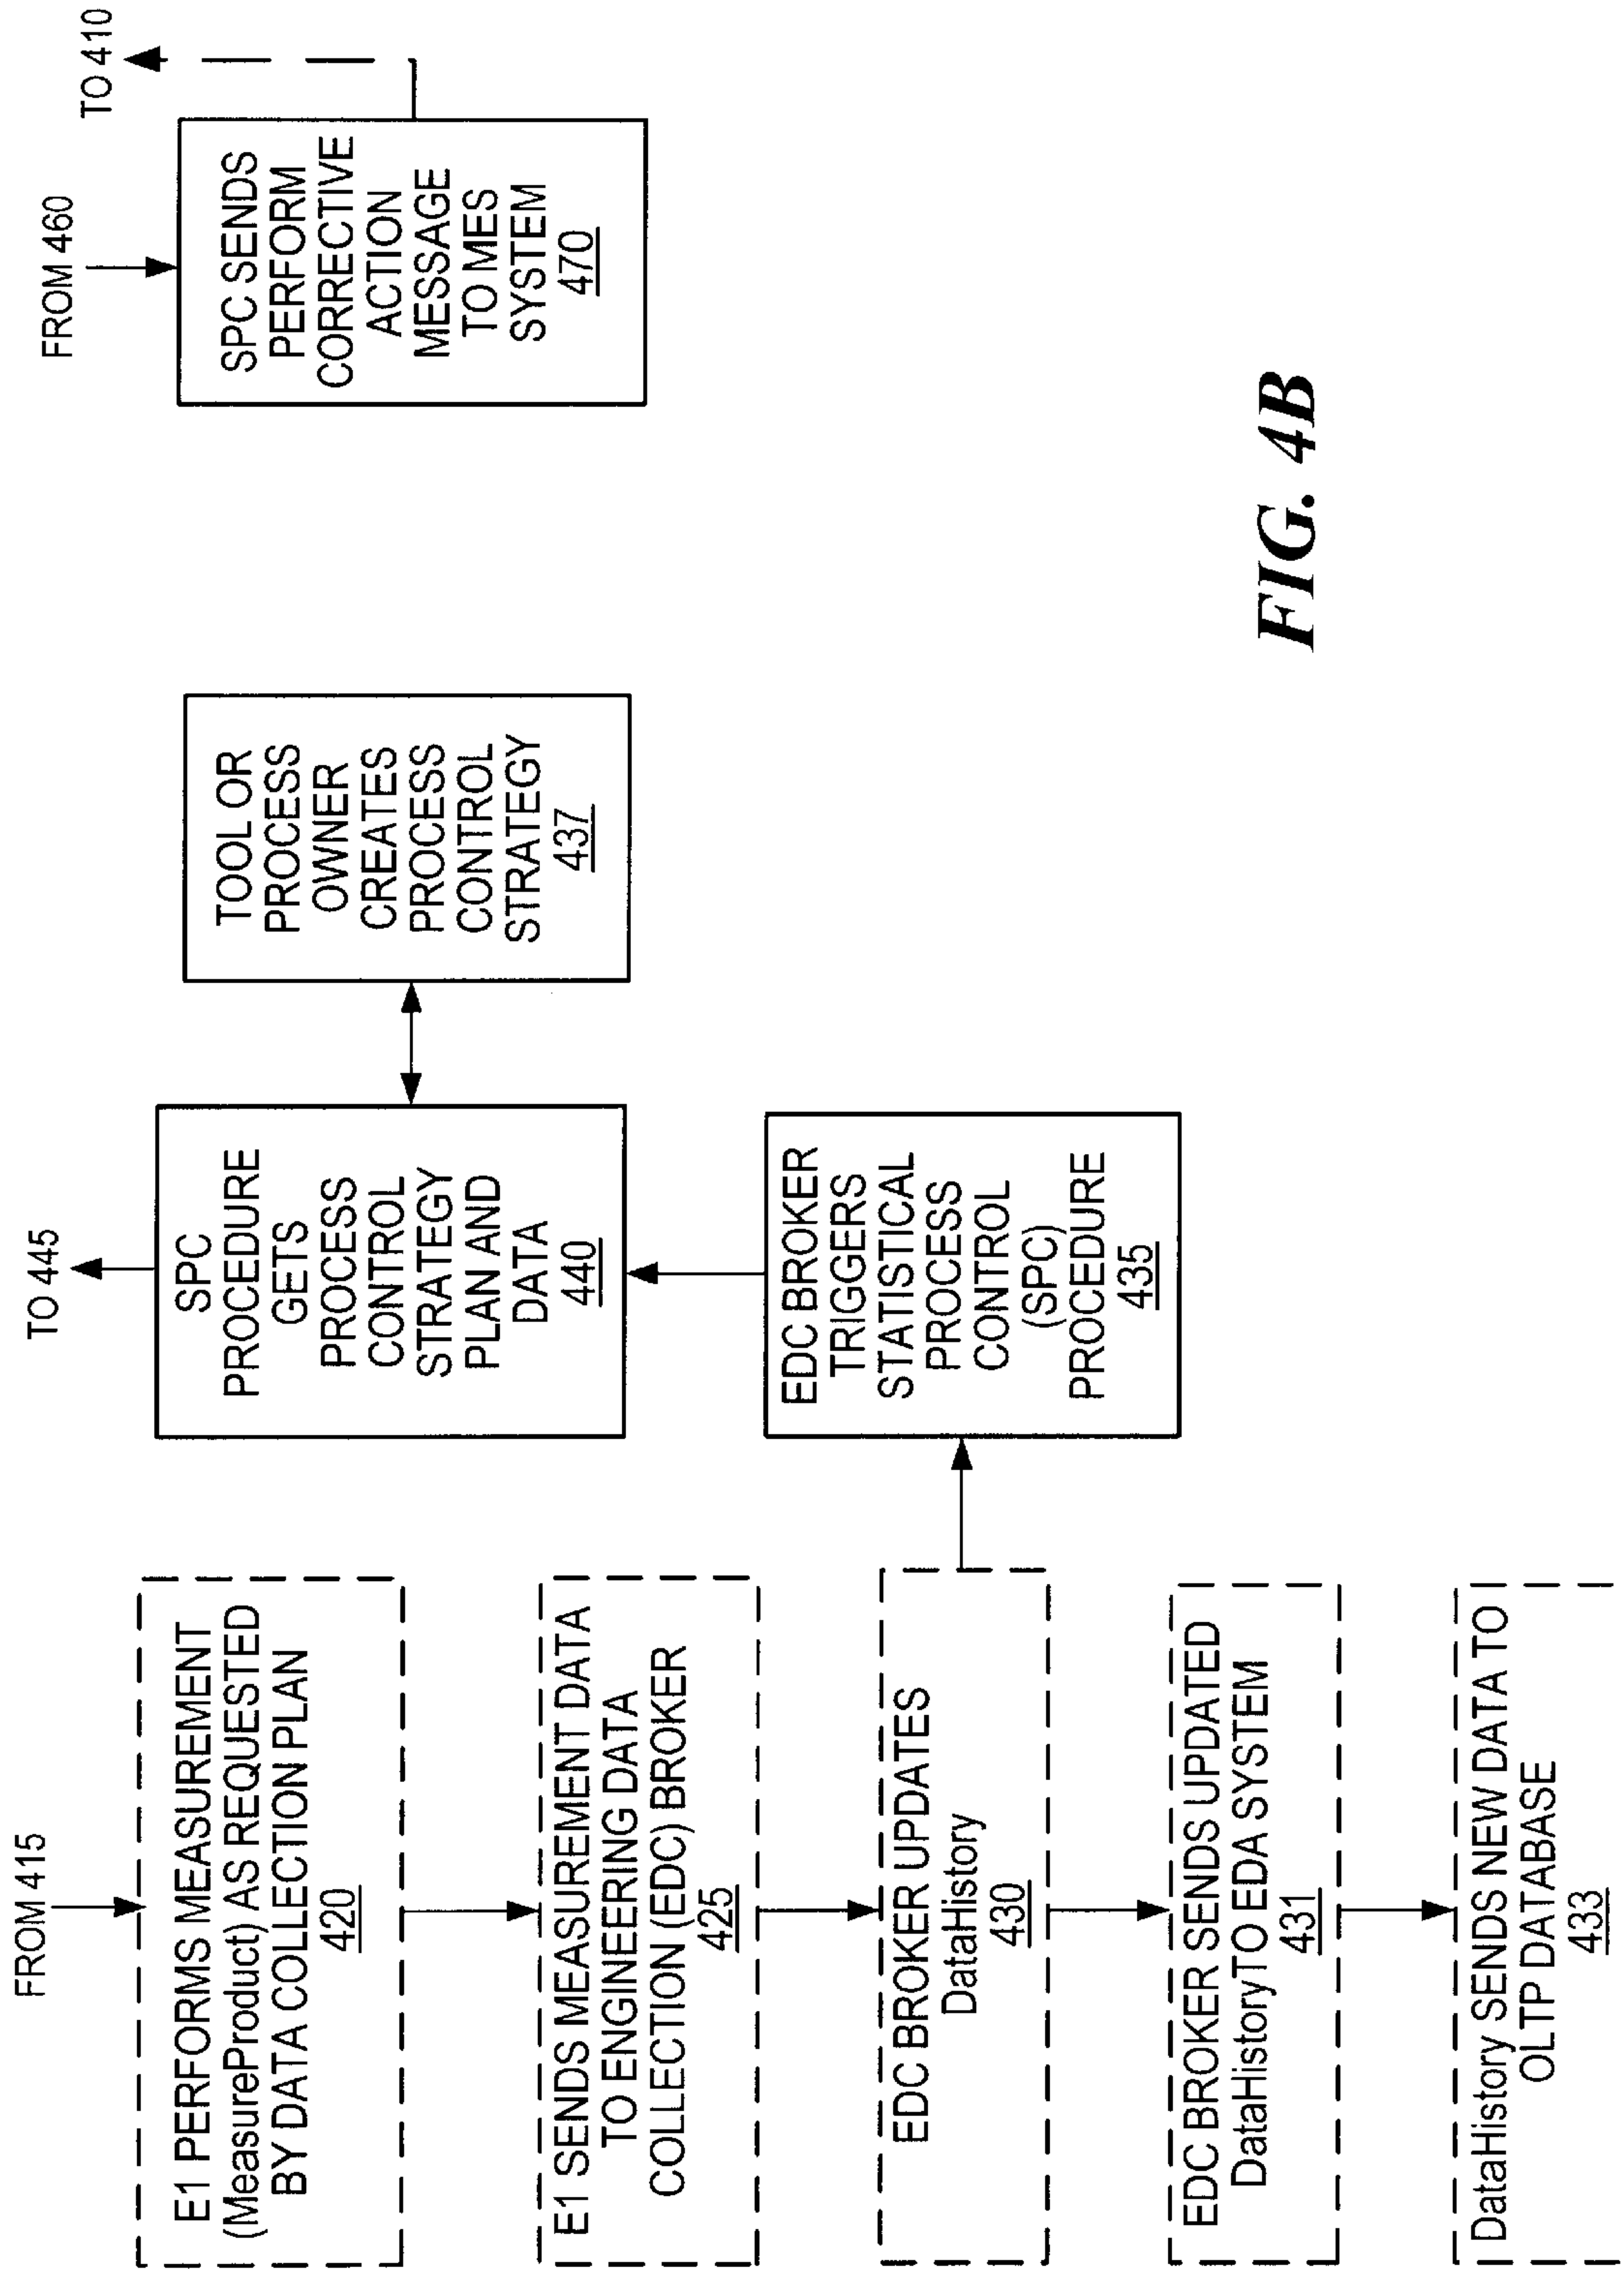 FROM 415
E1 PERFORMS MEASUREMENT
(MeasureProduct) AS REQUESTED
BY DATA COLLECTION PLAN
420
E1 SENDS MEASUREMENT DATA
TO ENGINEERING DATA
COLLECTION (EDC) BROKER
425
EDC BROKER UPDATES
DataHistory
430
EDC BROKER SENDS UPDATED
DataHistoryTO EDA SYSTEM
431
DataHistory SENDS NEW DATA TO
OLTP DATABASE
433
TO 445
SPC
PROCEDURE
GETS
PROCESS
CONTROL
STRATEGY
PLAN AND
DATA
440
EDC BROKER
TRIGGERS
STATISTICAL
PROCESS
CONTROL
(SPC)
PROCEDURE
435
TOOL OR
PROCESS
OWNER
CREATES
PROCESS
CONTROL
STRATEGY
437
FROM 460
TO 410
SPC SENDS
PERFORM
CORRECTIVE
ACTION
MESSAGE
TO MES
SYSTEM
470
FIG. 4B